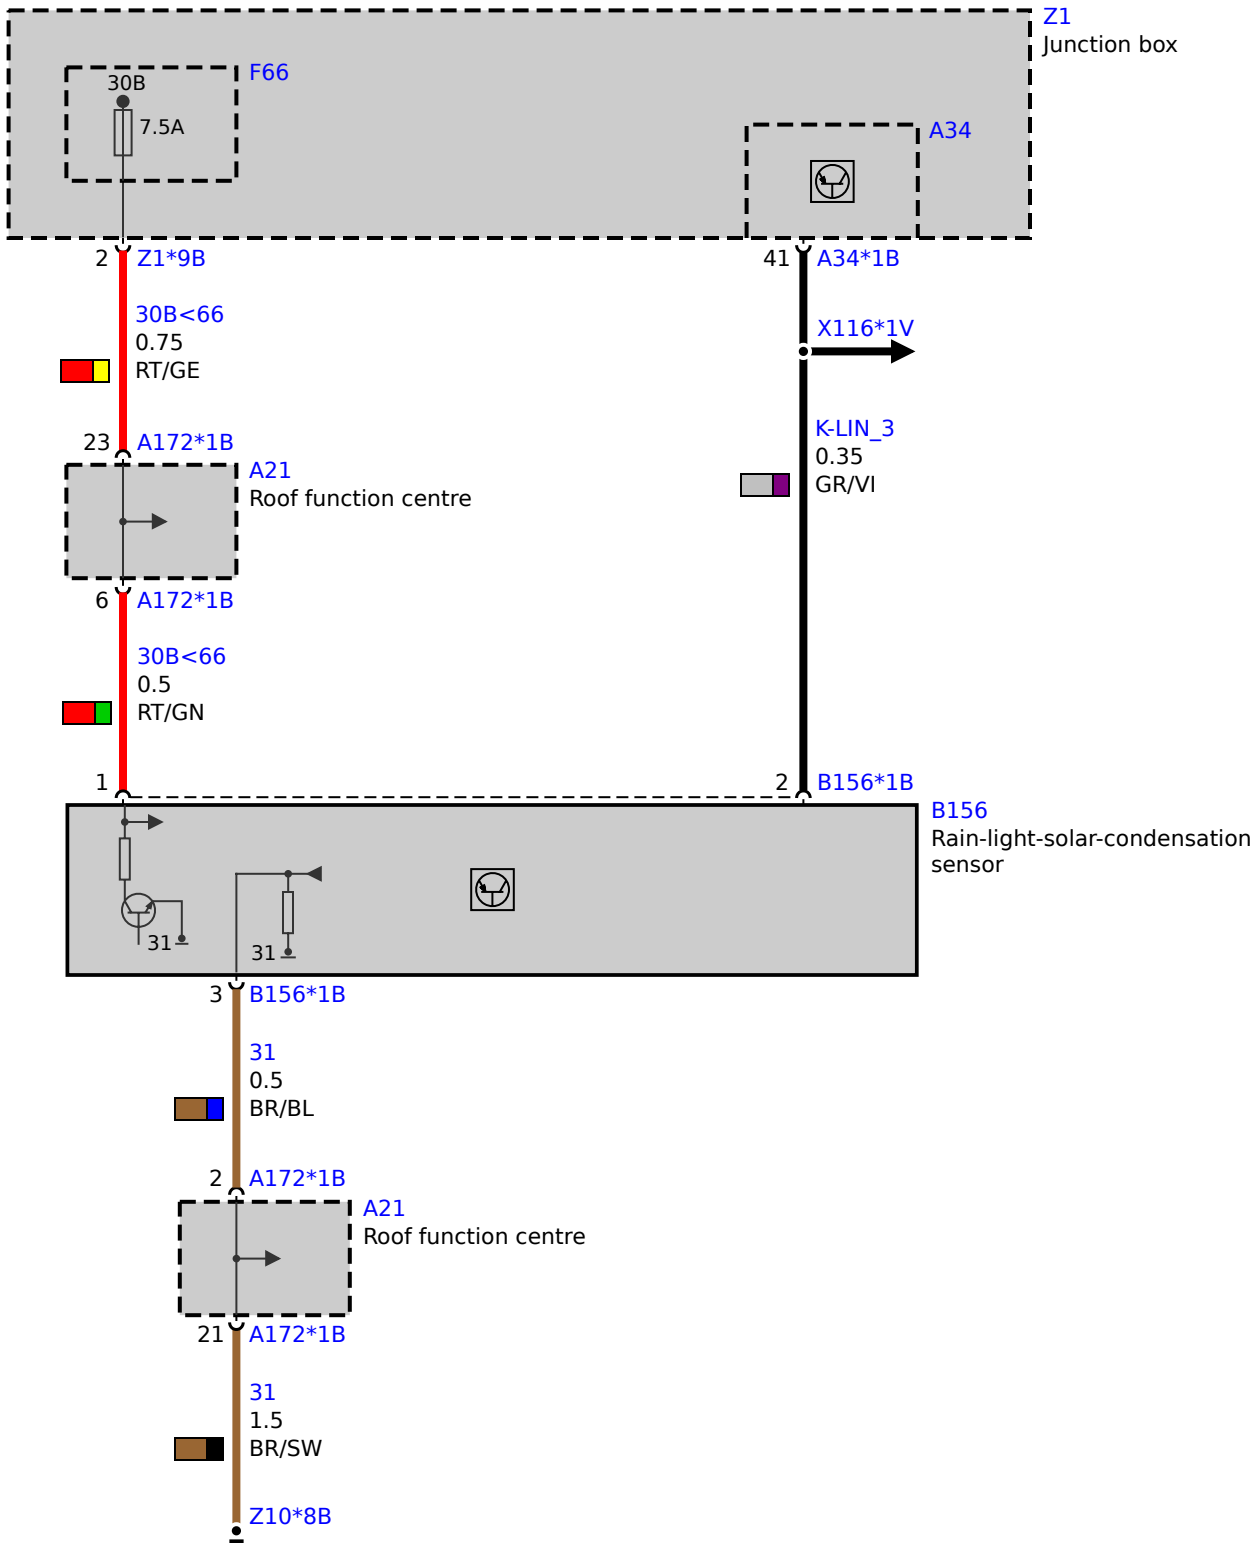 Z1
Junction box
F66
30B
7.5A
A34
2 Z1*9B
41 A34*1B
30B<66
0.75
RT/GE
X116*1V
K-LIN_3
0.35
GR/VI
23 A172*1B
A21
Roof function centre
6 A172*1B
30B<66
0.5
RT/GN
1
2 B156*1B
B156
Rain-light-solar-condensation
sensor
31
31
3 B156*1B
31
0.5
BR/BL
2 A172*1B
A21
Roof function centre
21 A172*1B
31
1.5
BR/SW
Z10*8B